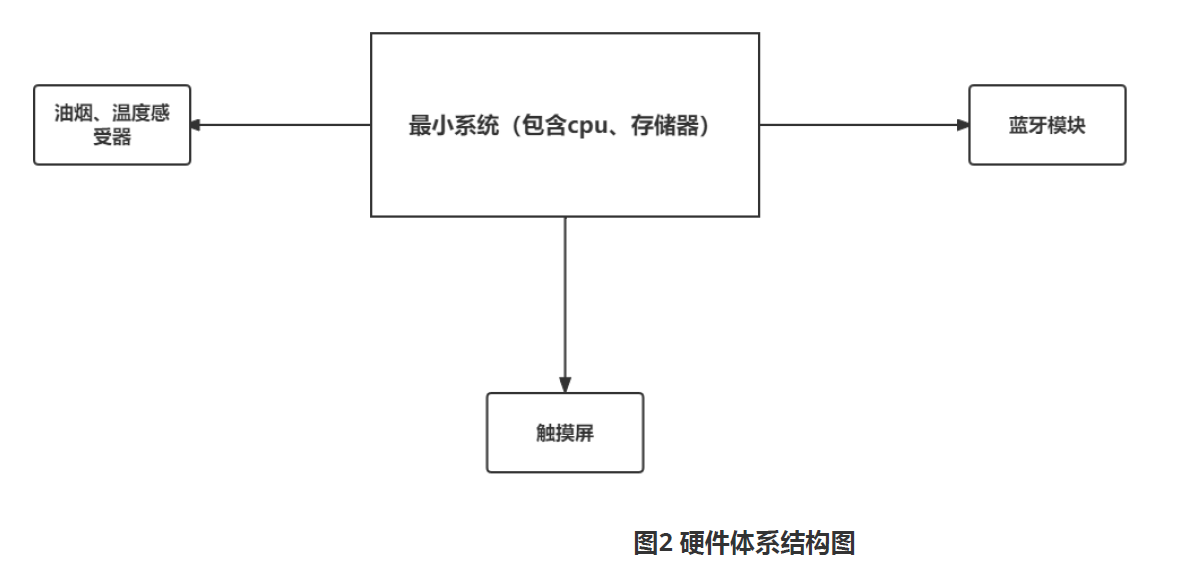 油烟、温度感
受器
最小系统（包含cpu、存储器）
蓝牙模块
触摸屏
图2 硬件体系结构图